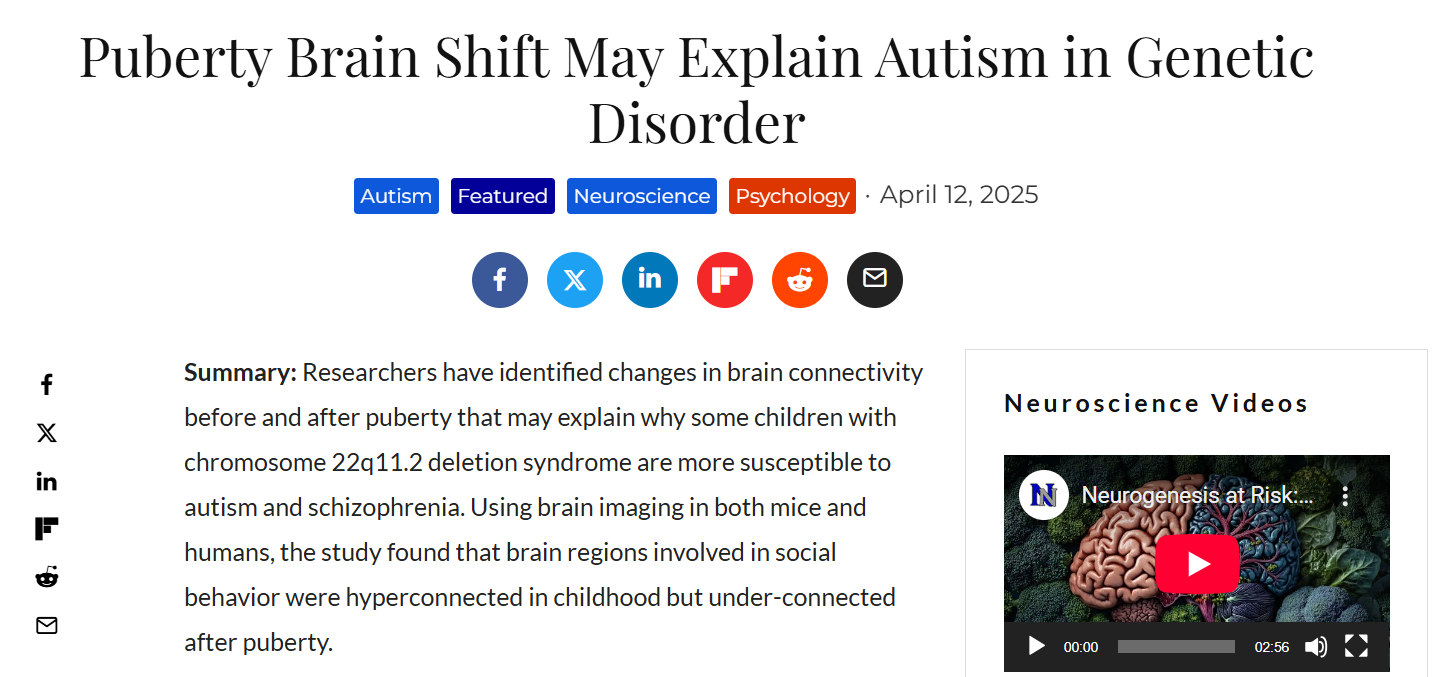 Puberty Brain Shift May Explain Autism in Genetic
Disorder
Autism Featured Neuroscience Psychology · April 12, 2025
Summary: Researchers have identified changes in brain connectivity
before and after puberty that may explain why some children with
chromosome 22q11.2 deletion syndrome are more susceptible to
autism and schizophrenia. Using brain imaging in both mice and
humans, the study found that brain regions involved in social
behavior were hyperconnected in childhood but under-connected
after puberty.
Neuroscience Videos
N Neurogenesis at Risk:...
00:00 02:56